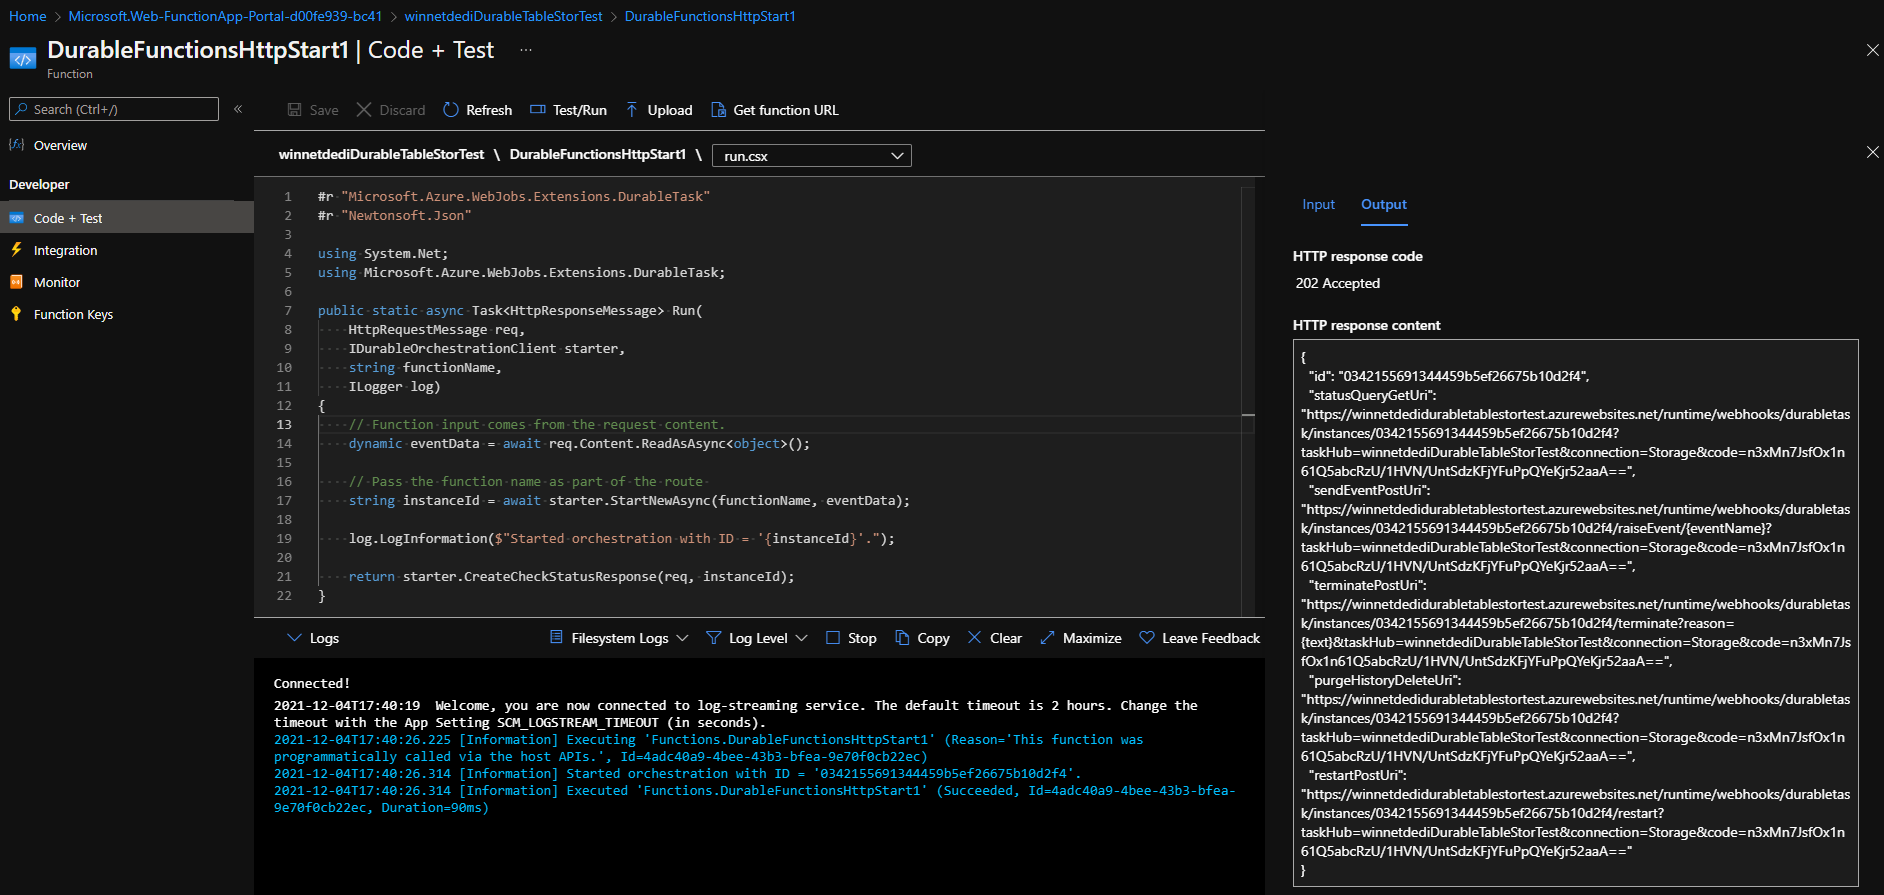 Home > Microsoft.Web-FunctionApp-Portal-d00fe939-bc41 > winnetdediDurableTableStorTest > DurableFunctionsHttpStart1
DurableFunctionsHttpStart1 | Code + Test ...
Function
Search (Ctrl+/) «
Overview
Developer
Code + Test
Integration
Monitor
Function Keys
Save Discard Refresh Test/Run Upload Get function URL
winnetdediDurableTableStorTest \ DurableFunctionsHttpStart1 \ run.csx
1 #r "Microsoft.Azure.WebJobs.Extensions.DurableTask"
2 #r "Newtonsoft.Json"
3
4 using System.Net;
5 using Microsoft.Azure.WebJobs.Extensions.DurableTask;
6
7 public static async Task<HttpResponseMessage> Run(
8     HttpRequestMessage req,
9     IDurableOrchestrationClient starter,
10     string functionName,
11     ILogger log)
12 {
13     // Function input comes from the request content.
14     dynamic eventData = await req.Content.ReadAsAsync<object>();
15
16     // Pass the function name as part of the route
17     string instanceId = await starter.StartNewAsync(functionName, eventData);
18
19     log.LogInformation($"Started orchestration with ID = '{instanceId}'.");
20
21     return starter.CreateCheckStatusResponse(req, instanceId);
22 }
Logs Filesystem Logs Log Level Stop Copy Clear Maximize Leave Feedback
Connected!
2021-12-04T17:40:19  Welcome, you are now connected to log-streaming service. The default timeout is 2 hours. Change the
timeout with the App Setting SCM_LOGSTREAM_TIMEOUT (in seconds).
2021-12-04T17:40:26.225 [Information] Executing 'Functions.DurableFunctionsHttpStart1' (Reason='This function was
programmatically called via the host APIs.', Id=4adc40a9-4bee-43b3-bfea-9e70f0cb22ec)
2021-12-04T17:40:26.314 [Information] Started orchestration with ID = '0342155691344459b5ef26675b10d2f4'.
2021-12-04T17:40:26.314 [Information] Executed 'Functions.DurableFunctionsHttpStart1' (Succeeded, Id=4adc40a9-4bee-43b3-bfea-
9e70f0cb22ec, Duration=90ms)
Input Output
HTTP response code
202 Accepted
HTTP response content
{
"id": "0342155691344459b5ef26675b10d2f4",
"statusQueryGetUri":
"https://winnetdedidurabletablestortest.azurewebsites.net/runtime/webhooks/durabletas
k/instances/0342155691344459b5ef26675b10d2f4?
taskHub=winnetdediDurableTableStorTest&connection=Storage&code=n3xMn7JsfOx1n
61Q5abcRzU/1HVN/UntSdzKFjYFuPpQYeKjr52aaA==",
"sendEventPostUri":
"https://winnetdedidurabletablestortest.azurewebsites.net/runtime/webhooks/durabletas
k/instances/0342155691344459b5ef26675b10d2f4/raiseEvent/{eventName}?
taskHub=winnetdediDurableTableStorTest&connection=Storage&code=n3xMn7JsfOx1n
61Q5abcRzU/1HVN/UntSdzKFjYFuPpQYeKjr52aaA==",
"terminatePostUri":
"https://winnetdedidurabletablestortest.azurewebsites.net/runtime/webhooks/durabletas
k/instances/0342155691344459b5ef26675b10d2f4/terminate?reason=
{text}&taskHub=winnetdediDurableTableStorTest&connection=Storage&code=n3xMn7Js
fOx1n61Q5abcRzU/1HVN/UntSdzKFjYFuPpQYeKjr52aaA==",
"purgeHistoryDeleteUri":
"https://winnetdedidurabletablestortest.azurewebsites.net/runtime/webhooks/durabletas
k/instances/0342155691344459b5ef26675b10d2f4?
taskHub=winnetdediDurableTableStorTest&connection=Storage&code=n3xMn7JsfOx1n
61Q5abcRzU/1HVN/UntSdzKFjYFuPpQYeKjr52aaA==",
"restartPostUri":
"https://winnetdedidurabletablestortest.azurewebsites.net/runtime/webhooks/durabletas
k/instances/0342155691344459b5ef26675b10d2f4/restart?
taskHub=winnetdediDurableTableStorTest&connection=Storage&code=n3xMn7JsfOx1n
61Q5abcRzU/1HVN/UntSdzKFjYFuPpQYeKjr52aaA=="
}